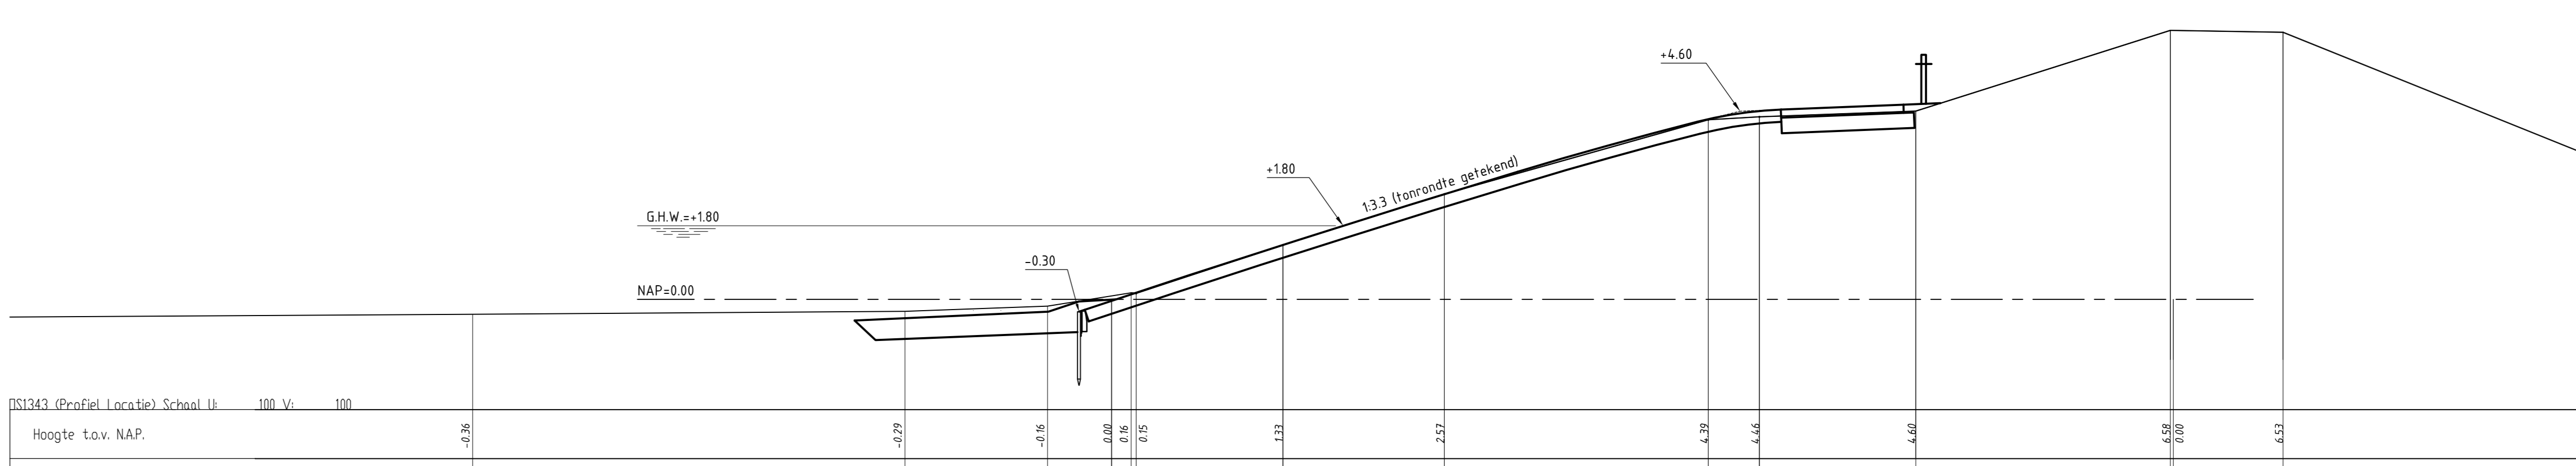 +4.60
+1.80
1:3.3 (tonrondte getekend)
G.H.W.=+1.80
-0.30
NAP=0.00
S1343 (Profiel Locatie) Schaal U: 100 V: 100
Hoogte t.o.v. N.A.P. -0.36 -0.29 -0.16 0.00 0.16 0.15 1.33 2.57 4.39 4.46 4.60 6.58 0.00 6.53